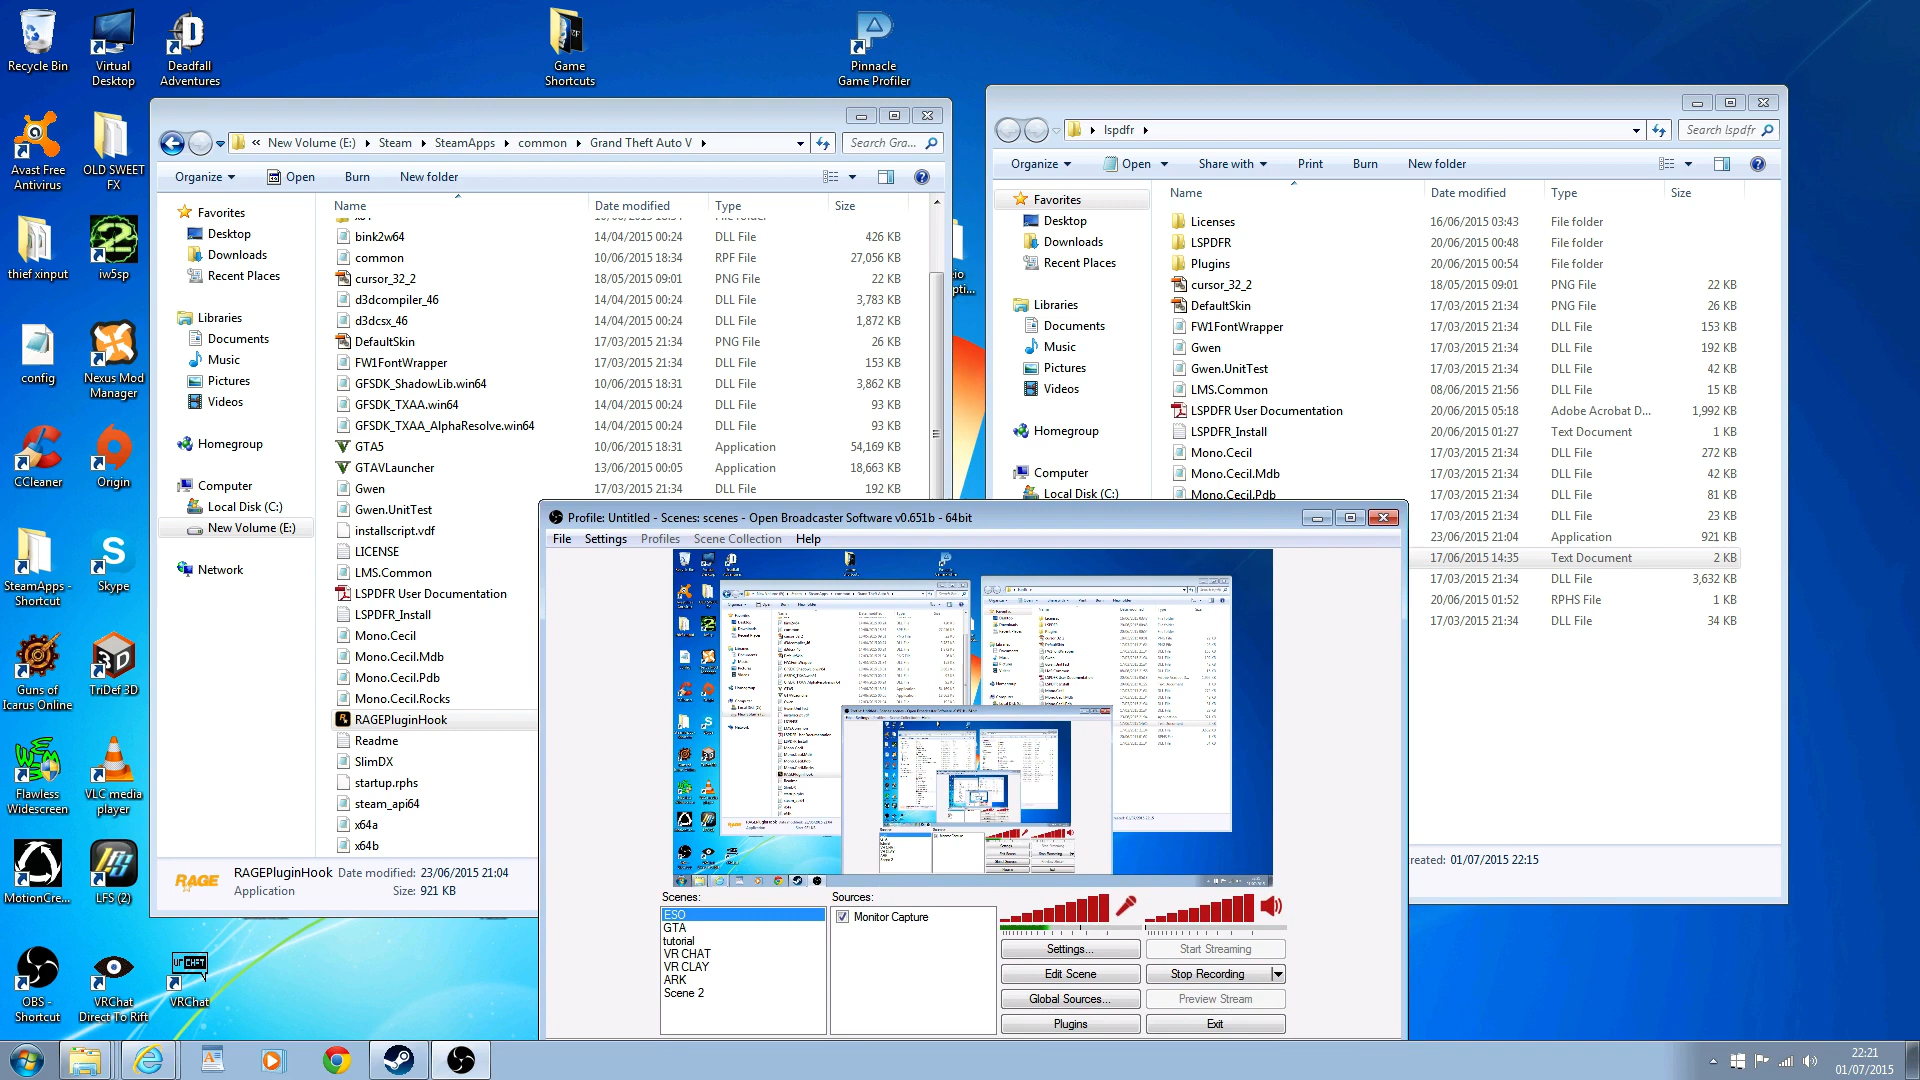 Recycle Bin
Virtual Desktop
Deadfall Adventures
Game Shortcuts
Pinnacle Game Profiler
Avast Free Antivirus
OLD SWEET FX
thief xinput
iw5sp
config
Nexus Mod Manager
CCleaner
Origin
SteamApps - Shortcut
Skype
Guns of Icarus Online
TriDef 3D
Flawless Widescreen
VLC media player
MotionCre...
LFS (2)
OBS - Shortcut
VRChat Direct To Rift
VRChat
« New Volume (E:) Steam SteamApps common Grand Theft Auto V
Search Gra...
Organize Open Burn New folder
Favorites
Desktop
Downloads
Recent Places
Libraries
Documents
Music
Pictures
Videos
Homegroup
Computer
Local Disk (C:)
New Volume (E:)
Network
Name Date modified Type Size
bink2w64 14/04/2015 00:24 DLL File 426 KB
common 10/06/2015 18:34 RPF File 27,056 KB
cursor_32_2 18/05/2015 09:01 PNG File 22 KB
d3dcompiler_46 14/04/2015 00:24 DLL File 3,783 KB
d3dcsx_46 14/04/2015 00:24 DLL File 1,872 KB
DefaultSkin 17/03/2015 21:34 PNG File 26 KB
FW1FontWrapper 17/03/2015 21:34 DLL File 153 KB
GFSDK_ShadowLib.win64 10/06/2015 18:31 DLL File 3,862 KB
GFSDK_TXAA.win64 14/04/2015 00:24 DLL File 93 KB
GFSDK_TXAA_AlphaResolve.win64 14/04/2015 00:24 DLL File 93 KB
GTA5 10/06/2015 18:31 Application 54,169 KB
GTAVLauncher 13/06/2015 00:05 Application 18,663 KB
Gwen 17/03/2015 21:34 DLL File 192 KB
Gwen.UnitTest
installscript.vdf
LICENSE
LMS.Common
LSPDFR User Documentation
LSPDFR_Install
Mono.Cecil
Mono.Cecil.Mdb
Mono.Cecil.Pdb
Mono.Cecil.Rocks
RAGEPluginHook
Readme
SlimDX
startup.rphs
steam_api64
x64a
x64b
RAGE
RAGEPluginHook Date modified: 23/06/2015 21:04
Application Size: 921 KB
lspdfr
Search lspdfr
Organize Open Share with Print Burn New folder
Favorites
Desktop
Downloads
Recent Places
Libraries
Documents
Music
Pictures
Videos
Homegroup
Computer
Local Disk (C:)
Name Date modified Type Size
Licenses 16/06/2015 03:43 File folder
LSPDFR 20/06/2015 00:48 File folder
Plugins 20/06/2015 00:54 File folder
cursor_32_2 18/05/2015 09:01 PNG File 22 KB
DefaultSkin 17/03/2015 21:34 PNG File 26 KB
FW1FontWrapper 17/03/2015 21:34 DLL File 153 KB
Gwen 17/03/2015 21:34 DLL File 192 KB
Gwen.UnitTest 17/03/2015 21:34 DLL File 42 KB
LMS.Common 08/06/2015 21:56 DLL File 15 KB
LSPDFR User Documentation 20/06/2015 05:18 Adobe Acrobat D... 1,992 KB
LSPDFR_Install 20/06/2015 01:27 Text Document 1 KB
Mono.Cecil 17/03/2015 21:34 DLL File 272 KB
Mono.Cecil.Mdb 17/03/2015 21:34 DLL File 42 KB
Mono.Cecil.Pdb 17/03/2015 21:34 DLL File 81 KB
17/03/2015 21:34 DLL File 23 KB
23/06/2015 21:04 Application 921 KB
17/06/2015 14:35 Text Document 2 KB
17/03/2015 21:34 DLL File 3,632 KB
20/06/2015 01:52 RPHS File 1 KB
17/03/2015 21:34 DLL File 34 KB
reated: 01/07/2015 22:15
Profile: Untitled - Scenes: scenes - Open Broadcaster Software v0.651b - 64bit
File Settings Profiles Scene Collection Help
Scenes:
ESO
GTA
tutorial
VR CHAT
VR CLAY
ARK
Scene 2
Sources:
Monitor Capture
Settings... Start Streaming
Edit Scene Stop Recording
Global Sources... Preview Stream
Plugins Exit
22:21
01/07/2015